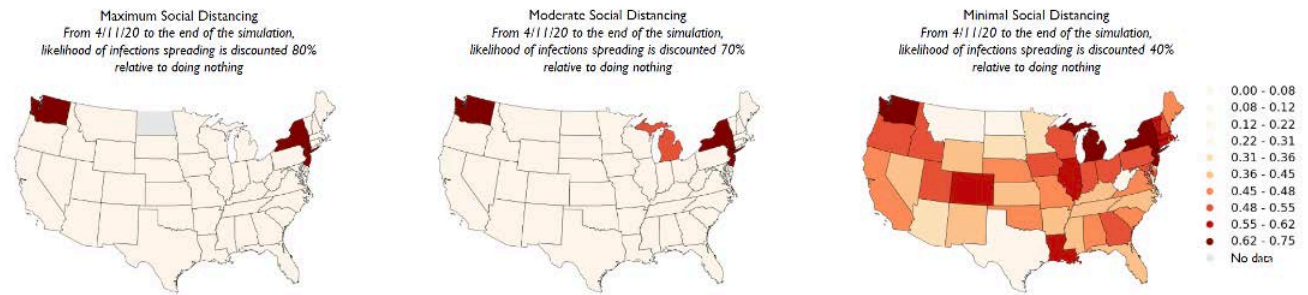 Maximum Social Distancing
From 4/11/20 to the end of the simulation,
likelihood of infections spreading is discounted 80%
relative to doing nothing
Moderate Social Distancing
From 4/11/20 to the end of the simulation,
likelihood of infections spreading is discounted 70%
relative to doing nothing
Minimal Social Distancing
From 4/11/20 to the end of the simulation,
likelihood of infections spreading is discounted 40%
relative to doing nothing
0.00 - 0.08
0.08 - 0.12
0.12 - 0.22
0.22 - 0.31
0.31 - 0.36
0.36 - 0.45
0.45 - 0.48
0.48 - 0.55
0.55 - 0.62
0.62 - 0.75
No data